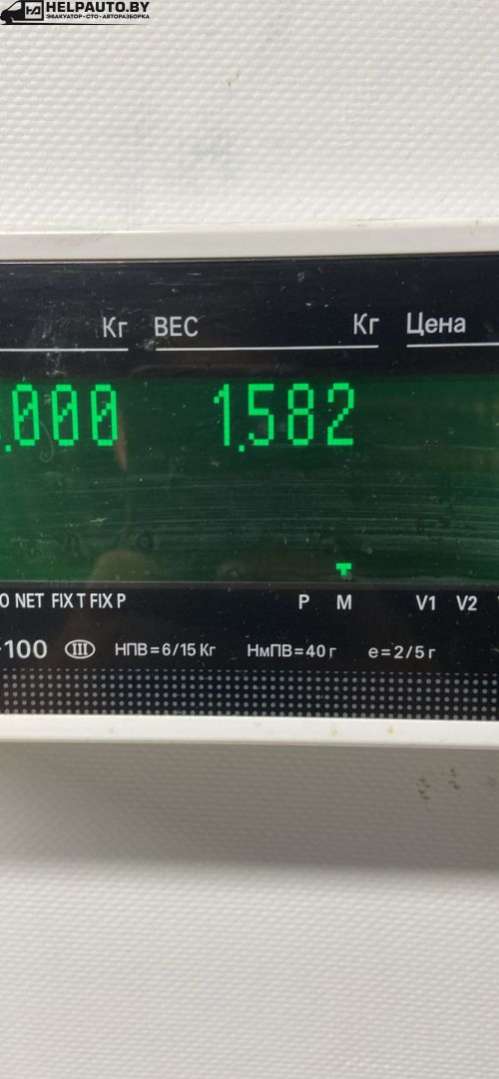 HELPAUTO.BY
ЭВАКУАТОР•СТО•АВТОРАЗБОРКА
Кг ВЕС Кг Цена
.000 1.582
NET FIX T FIX P P M V1 V2
100 III НПВ=6/15 Кг НмПВ=40 г e=2/5 г